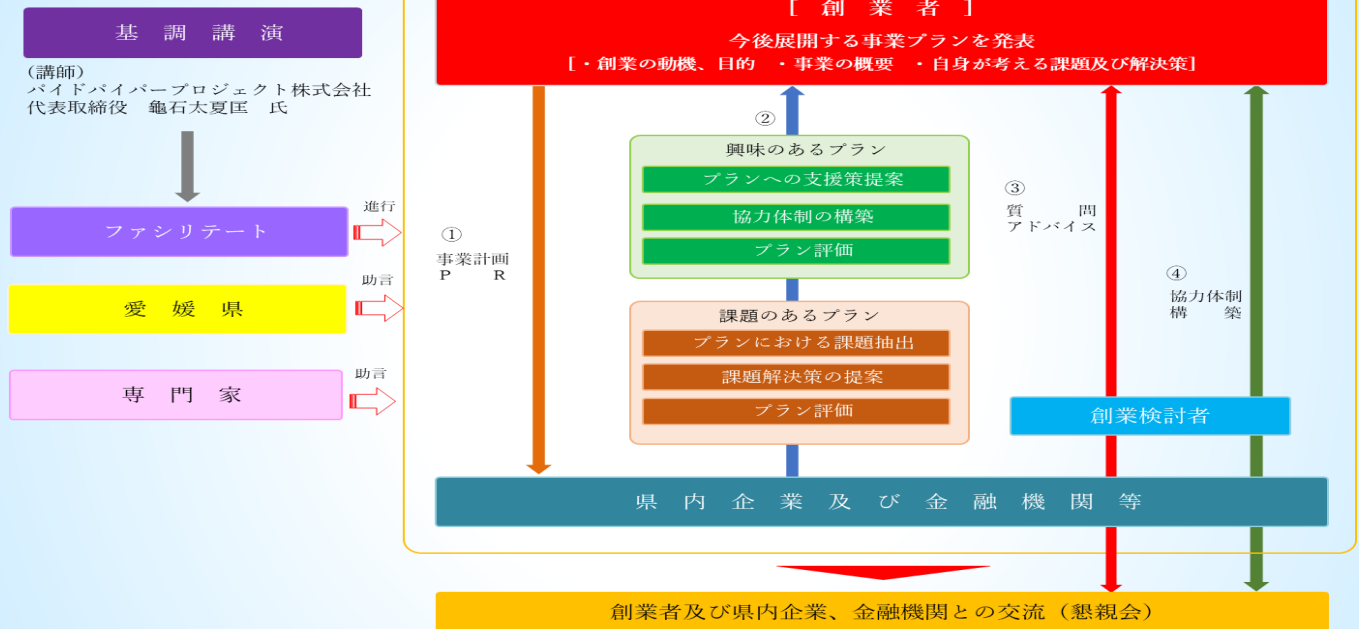 基調講演
(講師)
パイドパイパープロジェクト株式会社
代表取締役 龜石太夏匡 氏
ファシリテート
進行
愛媛県
助言
専門家
助言
[ 創業者 ]
今後展開する事業プランを発表
[・創業の動機、目的 ・事業の概要 ・自身が考える課題及び解決策]
①
事業計画
PR
②
興味のあるプラン
プランへの支援策提案
協力体制の構築
プラン評価
課題のあるプラン
プランにおける課題抽出
課題解決策の提案
プラン評価
③
質問
アドバイス
④
協力体制
構築
創業検討者
県内企業及び金融機関等
創業者及び県内企業、金融機関との交流（懇親会）